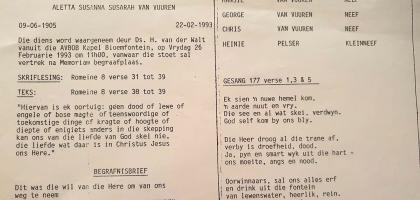 ALETTA SUSANNA SUSARAH VAN VUUREN
09-06-1905 22-02-1993
Die diens word waargeneem deur Ds. H. van der Walt
vanuit die AVBOB Kapel Bloemfontein, op Vrydag 26
Februarie 1993 om 11h00, vanwaar die stoet sal
vertrek na Memoriam begrafplaas.
SKRIFLESING: Romeine 8 verse 31 tot 39
TEKS: Romeine 8 verse 38 tot 39
"Hiervan is ek oortuig: geen dood of lewe of
engele of bose magte of teenswoordige of
toekomstige dinge of kragte of hoogte of
diepte of enigiets anders in die skepping
kan ons van die liefde van God skei nie,
die liefde wat daar is in Christus Jesus
ons Here."
BEGRAFNISBRIEF
Dit was die wil van die Here om van ons
weg te neem
VAN VUUREN NEEF
GEORGE VAN VUUREN NEEF
CHRIS VAN VUUREN NEEF
HEINIE PELSER KLEINNEEF
GESANG 177 verse 1,3 & 5
Ek sien 'n nuwe hemel kom,
'n aarde nuut en vry.
Die see en al wat skei, verdwyn.
God self kom by ons bly.
Die Heer droog al die trane af,
verby is droefheid, dood.
Ja, pyn en smart wyk uit die hart -
ons moeite, angs en nood.
Oorwinnaars, sal ons alles erf
en drink uit die fontein
van lewenswater, heerlik, rein.